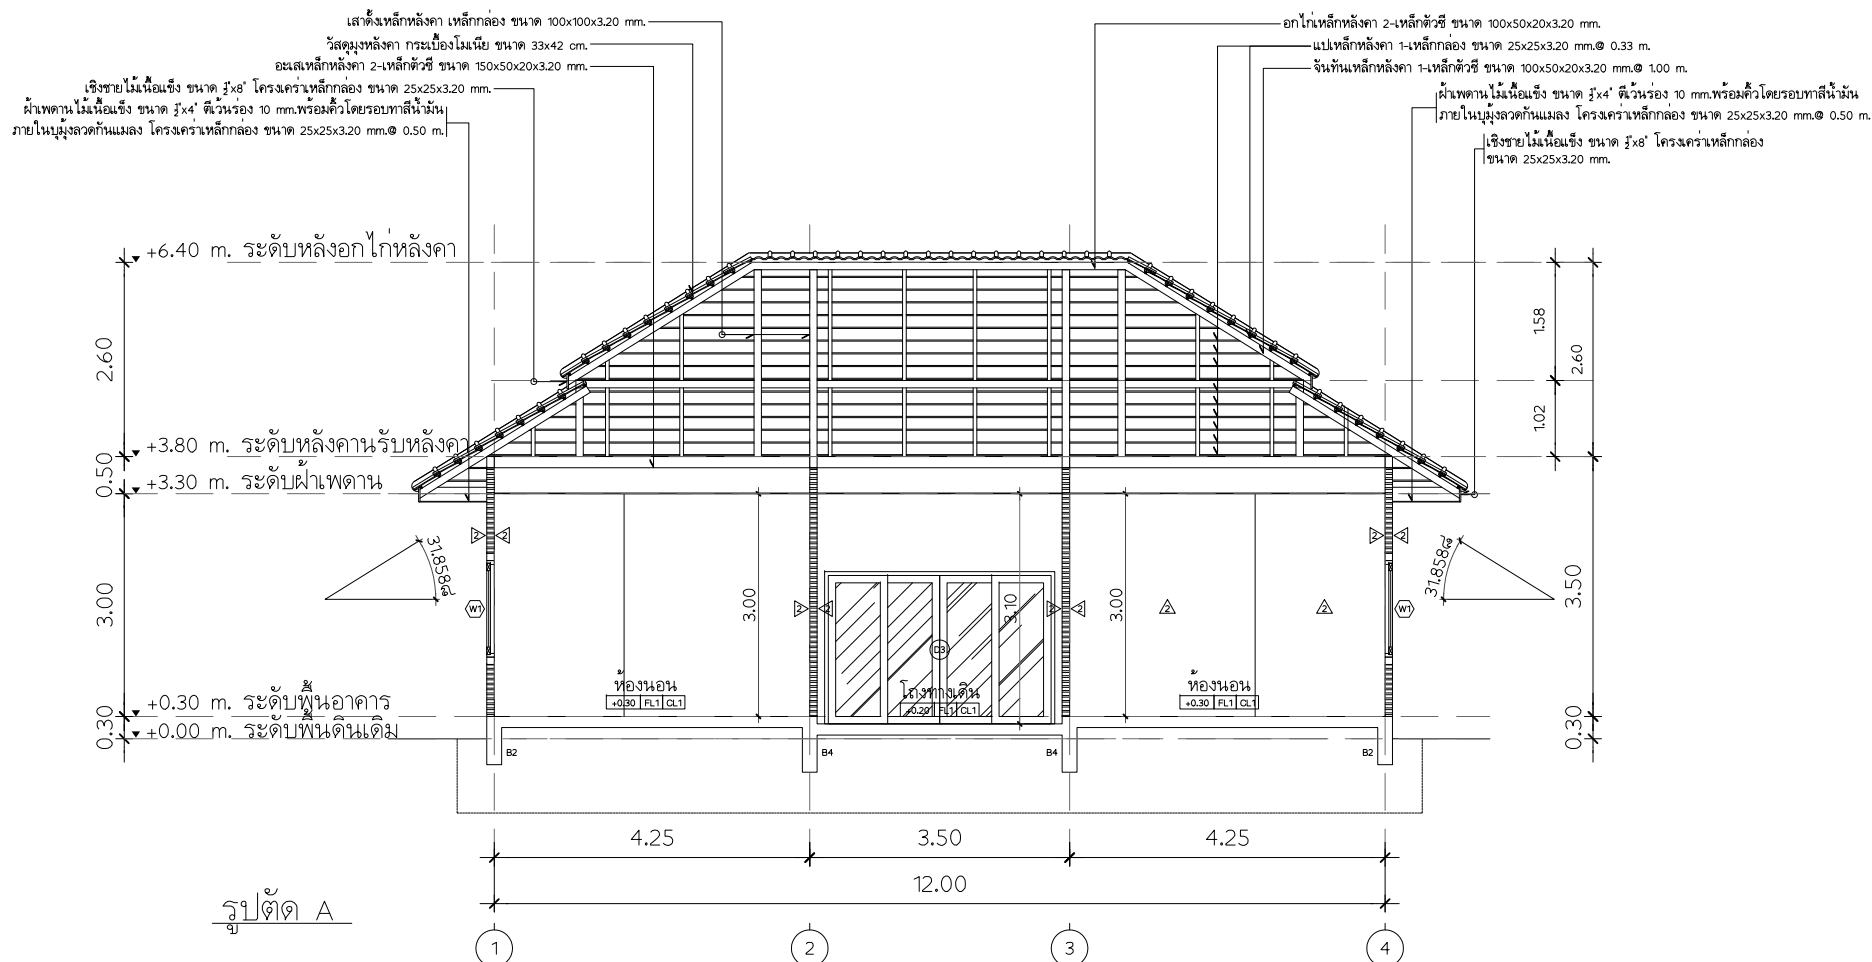 เสาดั้งเหล็กหลังคา เหล็กกล่อง ขนาด 100x100x3.20 mm.
วัสดุมุงหลังคา กระเบื้องโมเนีย ขนาด 33x42 cm.
อะเสเหล็กหลังคา 2-เหล็กตัวซี ขนาด 150x50x20x3.20 mm.
เชิงชายไม้เนื้อแข็ง ขนาด ½"x8" โครงเคร่าเหล็กกล่อง ขนาด 25x25x3.20 mm.
ฝ้าเพดานไม้เนื้อแข็ง ขนาด ½"x4" ตีเว้นร่อง 10 mm.พร้อมคิ้วโดยรอบทาสีน้ำมัน
ภายในบุมุ้งลวดกันแมลง โครงเคร่าเหล็กกล่อง ขนาด 25x25x3.20 mm.@ 0.50 m.
อกไก่เหล็กหลังคา 2-เหล็กตัวซี ขนาด 100x50x20x3.20 mm.
แปเหล็กหลังคา 1-เหล็กกล่อง ขนาด 25x25x3.20 mm.@ 0.33 m.
จันทันเหล็กหลังคา 1-เหล็กตัวซี ขนาด 100x50x20x3.20 mm.@ 1.00 m.
ฝ้าเพดานไม้เนื้อแข็ง ขนาด ½"x4" ตีเว้นร่อง 10 mm.พร้อมคิ้วโดยรอบทาสีน้ำมัน
ภายในบุมุ้งลวดกันแมลง โครงเคร่าเหล็กกล่อง ขนาด 25x25x3.20 mm.@ 0.50 m.
เชิงชายไม้เนื้อแข็ง ขนาด ½"x8" โครงเคร่าเหล็กกล่อง
ขนาด 25x25x3.20 mm.
+6.40 m. ระดับหลังอกไก่หลังคา
2.60
1.58
2.60
1.02
+3.80 m. ระดับหลังคานรับหลังคา
0.50
+3.30 m. ระดับฝ้าเพดาน
2 2
2 2
31.858๘
31.858๘
3.00
3.50
W1
3.00
2 2
3.10
2 2
3.00
2
2
W1
D3
ห้องนอน
+0.30 FL1 CL1
โถงทางเดิน
+0.20 FL1 CL1
ห้องนอน
+0.30 FL1 CL1
+0.30 m. ระดับพื้นอาคาร
0.30
+0.00 m. ระดับพื้นดินเดิม
0.30
B2
B4
B4
B2
4.25
3.50
4.25
12.00
รูปตัด A
1
2
3
4